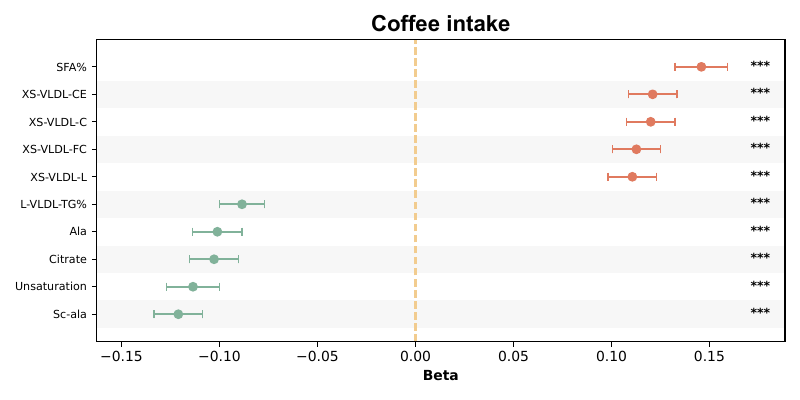 Coffee intake
SFA% ***
XS-VLDL-CE ***
XS-VLDL-C ***
XS-VLDL-FC ***
XS-VLDL-L ***
L-VLDL-TG% ***
Ala ***
Citrate ***
Unsaturation ***
Sc-ala ***
−0.15 −0.10 −0.05 0.00 0.05 0.10 0.15
Beta